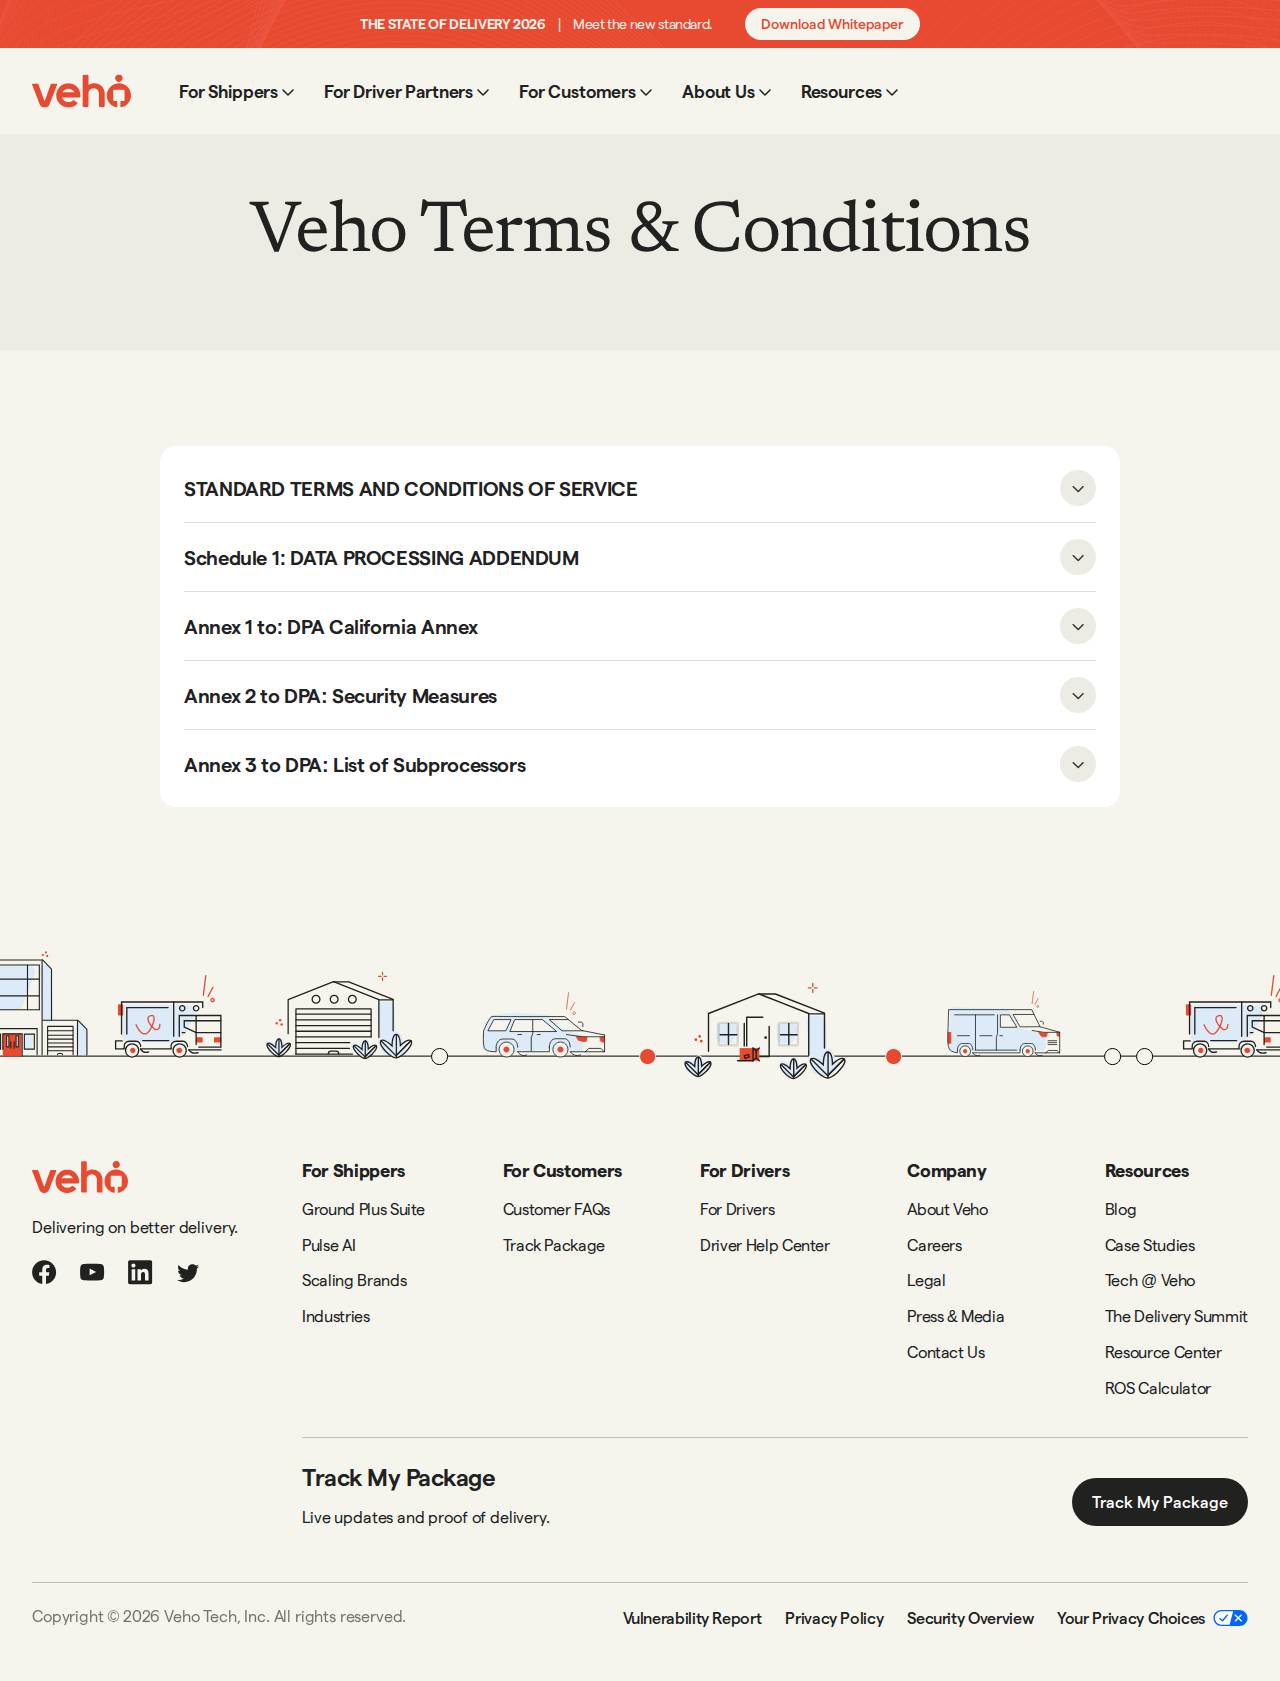 THE STATE OF DELIVERY 2026 | Meet the new standard. Download Whitepaper
veho For Shippers For Driver Partners For Customers About Us Resources
Veho Terms & Conditions
STANDARD TERMS AND CONDITIONS OF SERVICE
Schedule 1: DATA PROCESSING ADDENDUM
Annex 1 to: DPA California Annex
Annex 2 to DPA: Security Measures
Annex 3 to DPA: List of Subprocessors
veho
Delivering on better delivery.
For Shippers
Ground Plus Suite
Pulse AI
Scaling Brands
Industries
For Customers
Customer FAQs
Track Package
For Drivers
For Drivers
Driver Help Center
Company
About Veho
Careers
Legal
Press & Media
Contact Us
Resources
Blog
Case Studies
Tech @ Veho
The Delivery Summit
Resource Center
ROS Calculator
Track My Package
Live updates and proof of delivery.
Track My Package
Copyright © 2026 Veho Tech, Inc. All rights reserved.
Vulnerability Report Privacy Policy Security Overview Your Privacy Choices